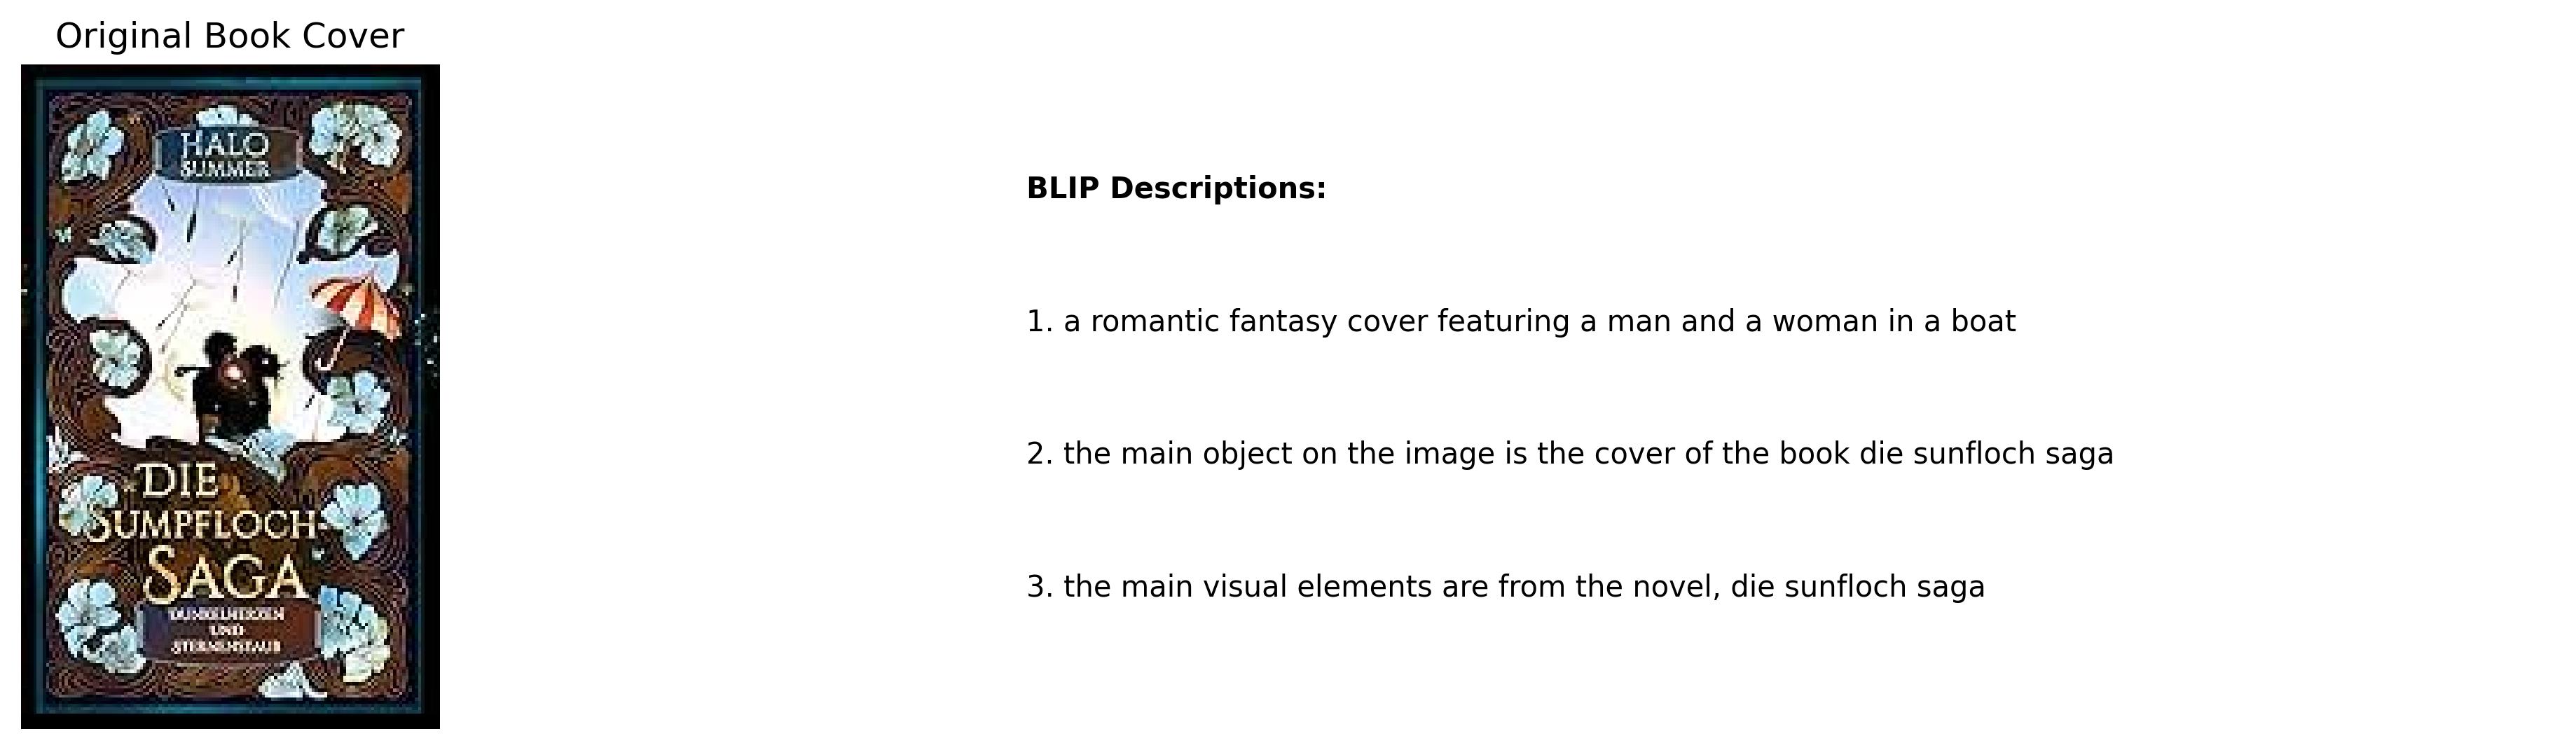 Original Book Cover
HALO
SUMMER
DIE
SUMPFLOCH
SAGA
DUNKELHERZEN
UND
STERNENSTAUB
BLIP Descriptions:
1. a romantic fantasy cover featuring a man and a woman in a boat
2. the main object on the image is the cover of the book die sunfloch saga
3. the main visual elements are from the novel, die sunfloch saga